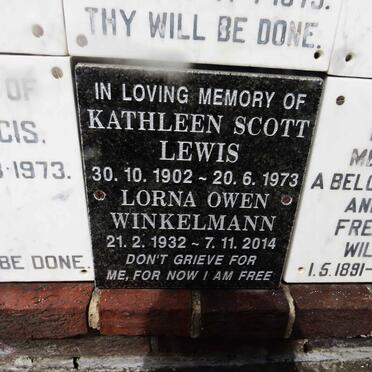 1973.
THY WILL BE DONE.
OF
CIS.
1973.
BE DONE.
IN LOVING MEMORY OF
KATHLEEN SCOTT
LEWIS
30. 10. 1902 ~ 20. 6. 1973
LORNA OWEN
WINKELMANN
21. 2. 1932 ~ 7. 11. 2014
DON'T GRIEVE FOR
ME, FOR NOW I AM FREE
A BEL
AN
FRE
WIL
1.5.1891-